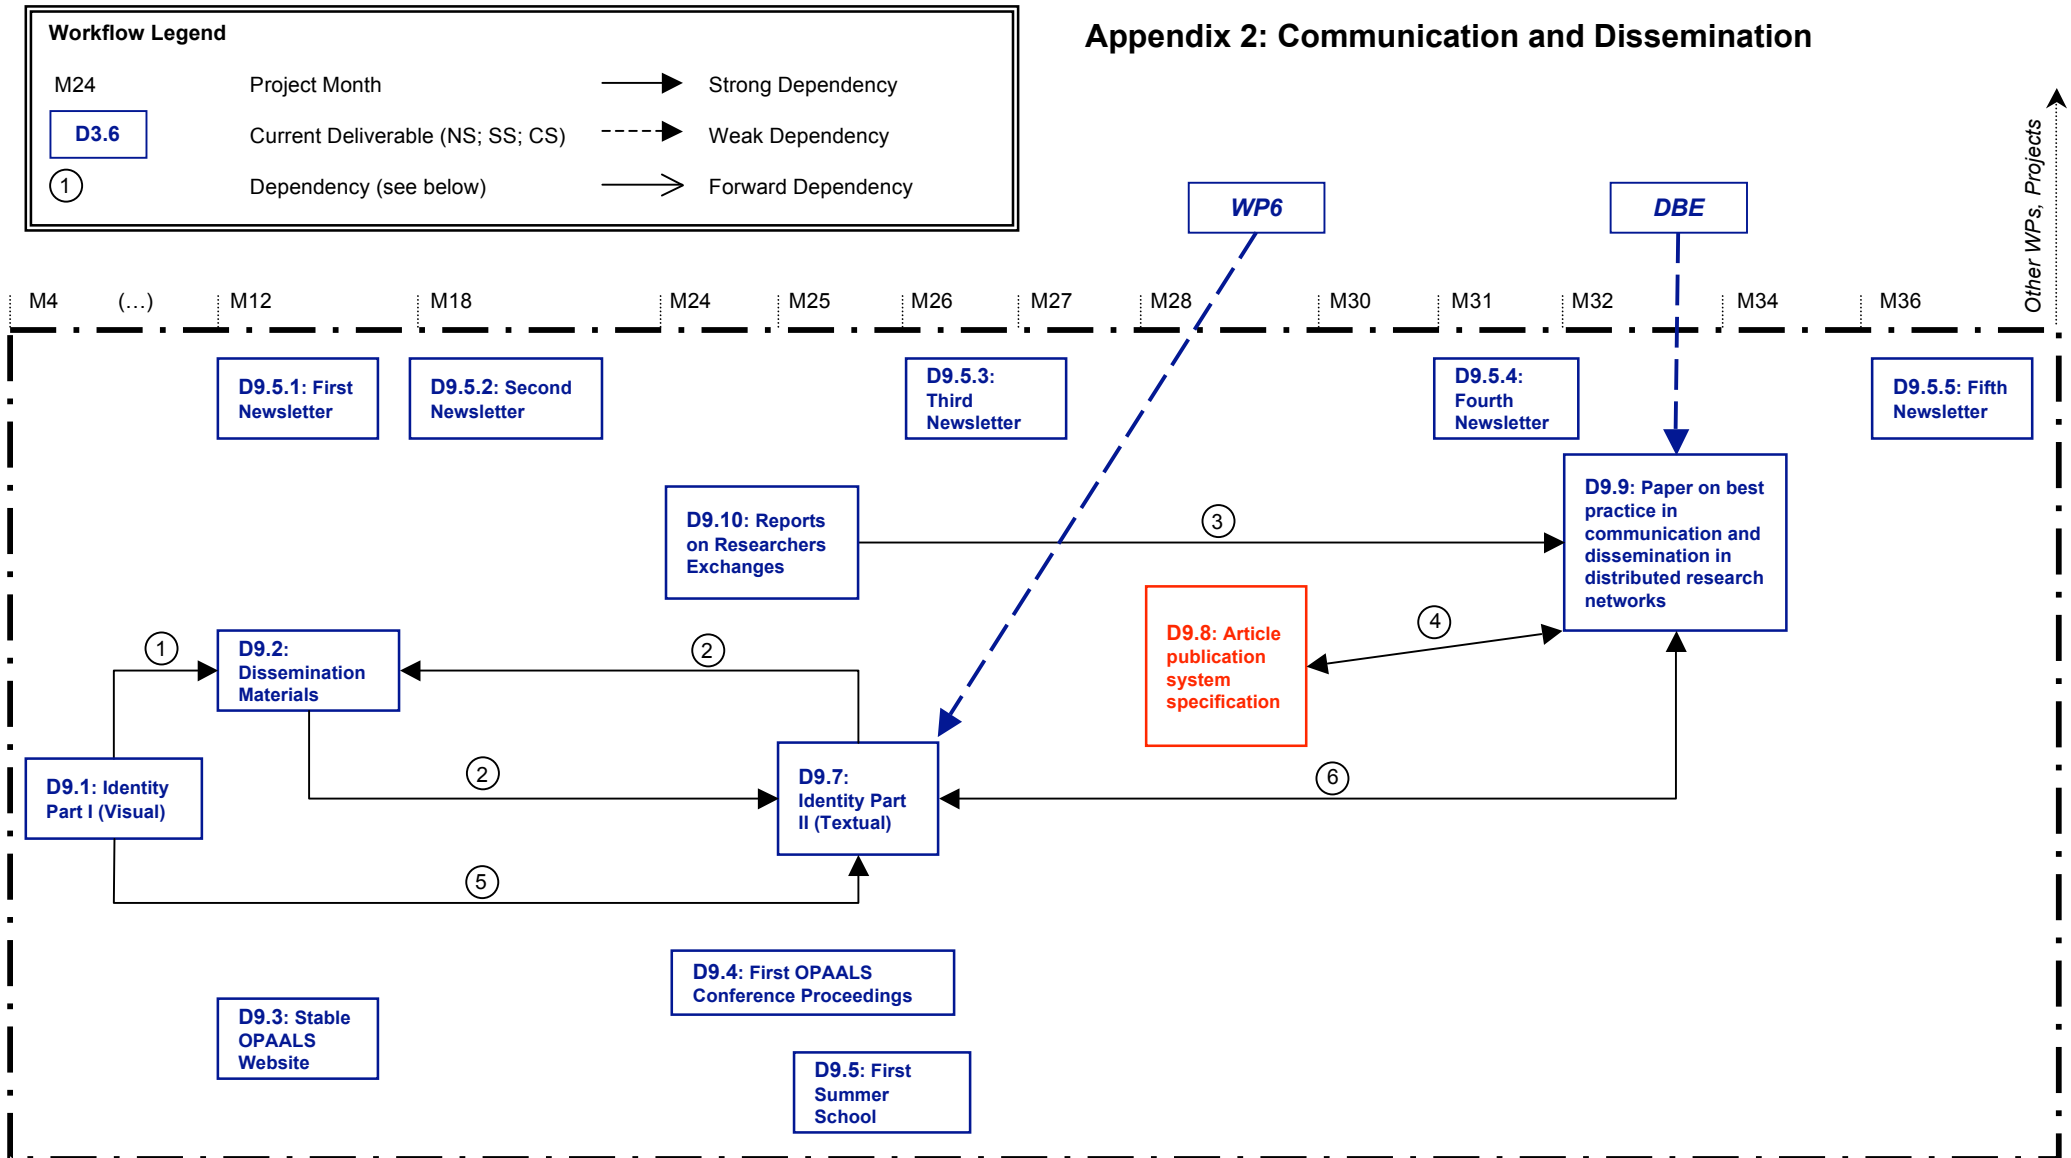 Appendix 2: Communication and Dissemination
Workflow Legend
M24 Project Month Strong Dependency
D3.6 Current Deliverable (NS; SS; CS) Weak Dependency
1 Dependency (see below) Forward Dependency
Other WPs, Projects
WP6
DBE
M4 (...) M12 M18 M24 M25 M26 M27 M28 M30 M31 M32 M34 M36
D9.5.1: First
Newsletter
D9.5.2: Second
Newsletter
D9.5.3:
Third
Newsletter
D9.5.4:
Fourth
Newsletter
D9.5.5: Fifth
Newsletter
D9.10: Reports
on Researchers
Exchanges
3
D9.9: Paper on best
practice in
communication and
dissemination in
distributed research
networks
D9.8: Article
publication
system
specification
4
1
D9.2:
Dissemination
Materials
2
2
D9.1: Identity
Part I (Visual)
D9.7:
Identity Part
II (Textual)
6
5
D9.4: First OPAALS
Conference Proceedings
D9.3: Stable
OPAALS
Website
D9.5: First
Summer
School